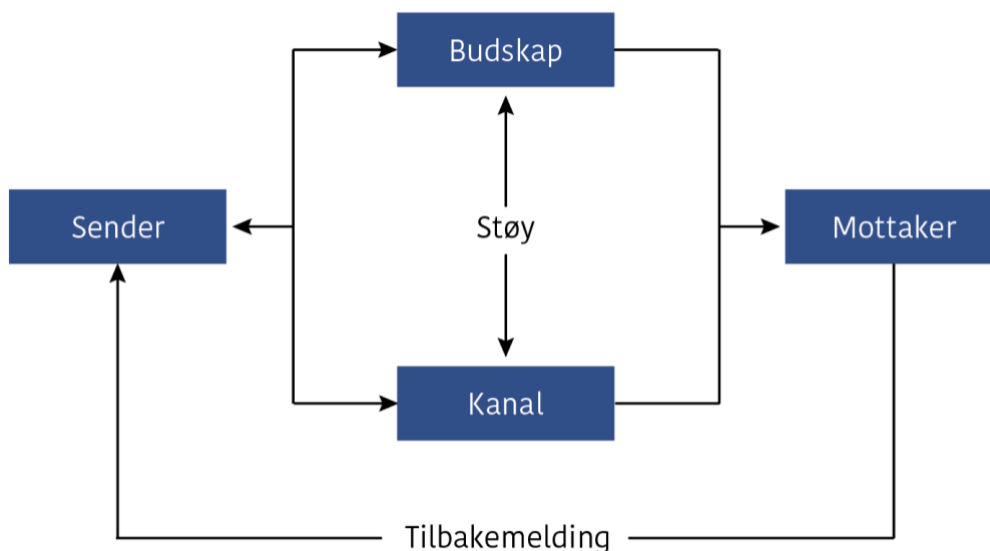 Budskap
Sender
Støy
Mottaker
Kanal
Tilbakemelding